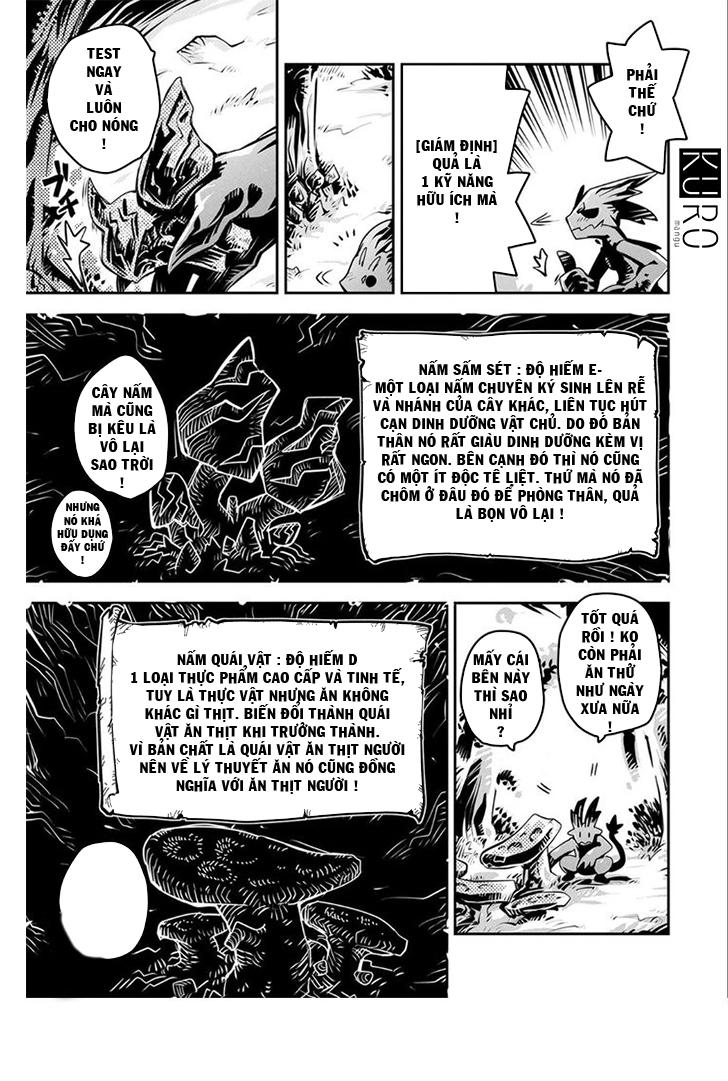 PHẢI
THẾ
CHỨ !
[GIÁM ĐỊNH]
QUẢ LÀ
1 KỸ NĂNG
HỮU ÍCH MÀ
!
TEST
NGAY
VÀ
LUÔN
CHO NÓNG
!
ブチッ
KURO
mangu
NẤM SẤM SÉT : ĐỘ HIẾM E-
MỘT LOẠI NẤM CHUYÊN KÝ SINH LÊN RỄ
VÀ NHÁNH CỦA CÂY KHÁC, LIÊN TỤC HÚT
CẠN DINH DƯỠNG VẬT CHỦ. DO ĐÓ BẢN
THÂN NÓ RẤT GIÀU DINH DƯỠNG KÈM VỊ
RẤT NGON. BÊN CẠNH ĐÓ THÌ NÓ CŨNG
CÓ MỘT ÍT ĐỘC TÊ LIỆT. THỨ MÀ NÓ ĐÃ
CHÔM Ở ĐÂU ĐÓ ĐỂ PHÒNG THÂN, QUẢ
LÀ BỌN VÔ LẠI !
CÂY NẤM
MÀ CŨNG
BỊ KÊU LÀ
VÔ LẠI
SAO TRỜI
!
NHƯNG
NÓ KHÁ
HỮU DỤNG
ĐẤY CHỨ
!
TỐT QUÁ
RỒI ! KO
CÒN PHẢI
ĂN THỨ
NHƯ NGÀY
XƯA NỮA
!
MẤY CÁI
BÊN NÀY
THÌ SAO
NHỈ
?
NẤM QUÁI VẬT : ĐỘ HIẾM D
1 LOẠI THỰC PHẨM CAO CẤP VÀ TINH TẾ,
TUY LÀ THỰC VẬT NHƯNG ĂN KHÔNG
KHÁC GÌ THỊT. BIẾN ĐỔI THÀNH QUÁI
VẬT ĂN THỊT KHI TRƯỞNG THÀNH.
VÌ BẢN CHẤT LÀ QUÁI VẬT ĂN THỊT NGƯỜI
NÊN VỀ LÝ THUYẾT ĂN NÓ CŨNG ĐỒNG
NGHĨA VỚI ĂN THỊT NGƯỜI !